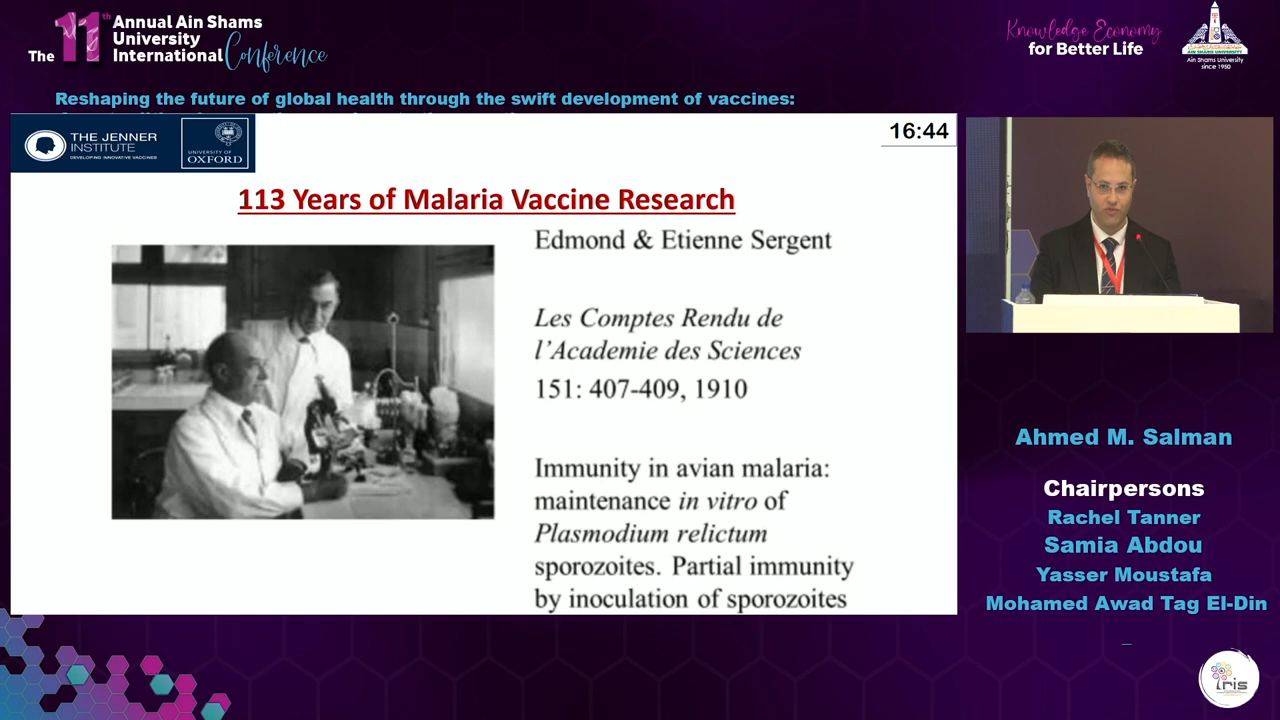 The 11th Annual Ain Shams
University
International Conference
Knowledge Economy
for Better Life
AIN SHAMS UNIVERSITY
Ain Shams University
since 1950
Reshaping the future of global health through the swift development of vaccines:
THE JENNER
INSTITUTE
DEVELOPING INNOVATIVE VACCINES
UNIVERSITY OF
OXFORD
16:44
113 Years of Malaria Vaccine Research
Edmond & Etienne Sergent
Les Comptes Rendu de
l'Academie des Sciences
151: 407-409, 1910
Immunity in avian malaria:
maintenance in vitro of
Plasmodium relictum
sporozoites. Partial immunity
by inoculation of sporozoites
Ahmed M. Salman
Chairpersons
Rachel Tanner
Samia Abdou
Yasser Moustafa
Mohamed Awad Tag El-Din
iris